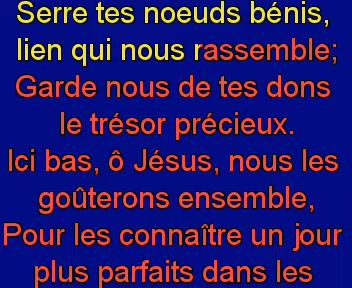 Serre tes noeuds bénis,
lien qui nous rassemble;
Garde nous de tes dons
le trésor précieux.
Ici bas, ô Jésus, nous les
goûterons ensemble,
Pour les connaître un jour
plus parfaits dans les